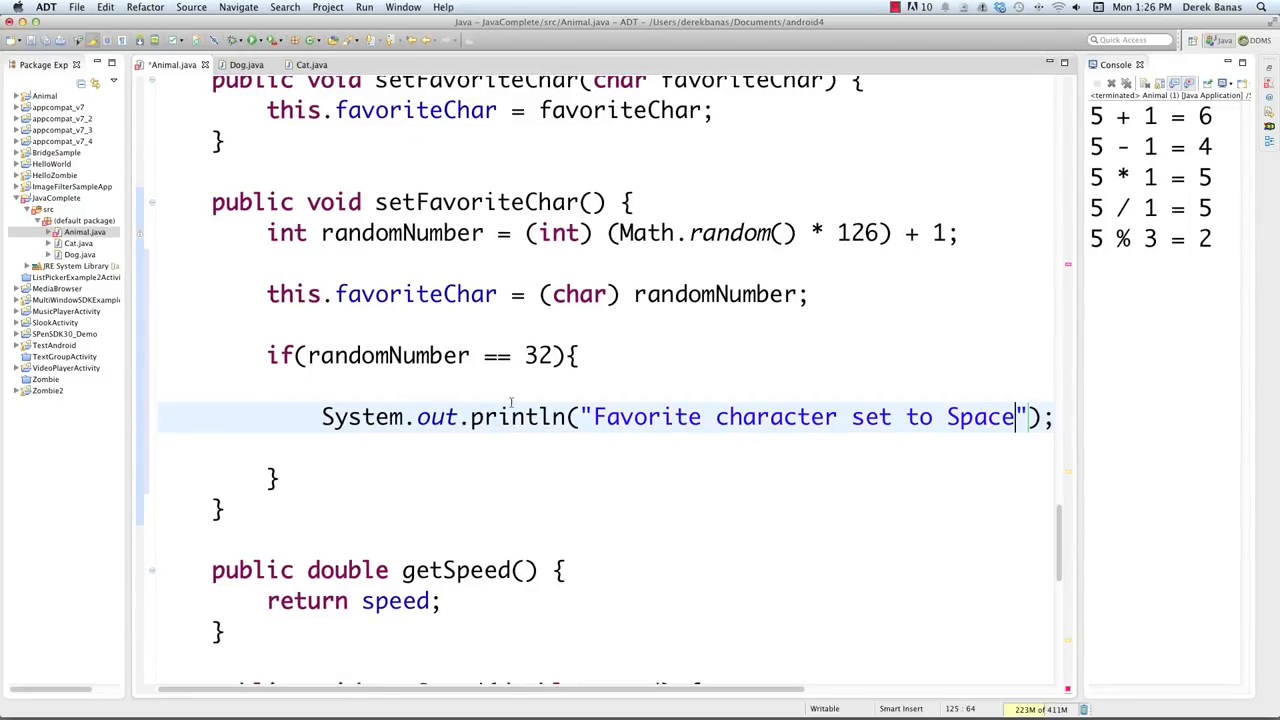 ADT File Edit Refactor Source Navigate Search Project Run Window Help
10 Mon 1:26 PM Derek Banas
Java – JavaComplete/src/Animal.java – ADT – /Users/derekbanas/Documents/android4
Quick Access Java DDMS
Package Exp
*Animal.java Dog.java Cat.java
Console
Animal
appcompat_v7
appcompat_v7_2
appcompat_v7_3
appcompat_v7_4
BridgeSample
HelloWorld
HelloZombie
ImageFilterSampleApp
JavaComplete
src
(default package)
Animal.java
Cat.java
Dog.java
JRE System Library [Ja
ListPickerExample2Activi
MediaBrowser
MultiWindowSDKExample
MusicPlayerActivity
SlookActivity
SPenSDK30_Demo
TestAndroid
TextGroupActivity
VideoPlayerActivity
Zombie
Zombie2
public void setFavoriteChar(char favoriteChar) {
this.favoriteChar = favoriteChar;
}
public void setFavoriteChar() {
int randomNumber = (int) (Math.random() * 126) + 1;
this.favoriteChar = (char) randomNumber;
if(randomNumber == 32){
System.out.println("Favorite character set to Space");
}
}
public double getSpeed() {
return speed;
}
<terminated> Animal (1) [Java Application] /S
5 + 1 = 6
5 - 1 = 4
5 * 1 = 5
5 / 1 = 5
5 % 3 = 2
Writable Smart Insert 125 : 64 223M of 411M